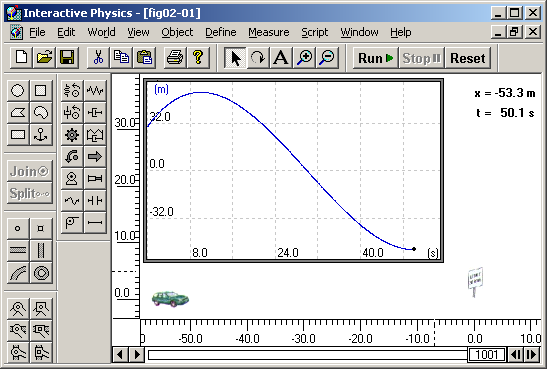 Interactive Physics - [fig02-01]
File Edit World View Object Define Measure Script Window Help
A Run Stop Reset
(m)
x = -53.3 m
t = 50.1 s
30.0
32.0
0.0
20.0
-32.0
10.0
8.0 24.0 40.0 (s)
0.0
Join
Split
-50.0 -40.0 -30.0 -20.0 -10.0 0.0 10.0
1001